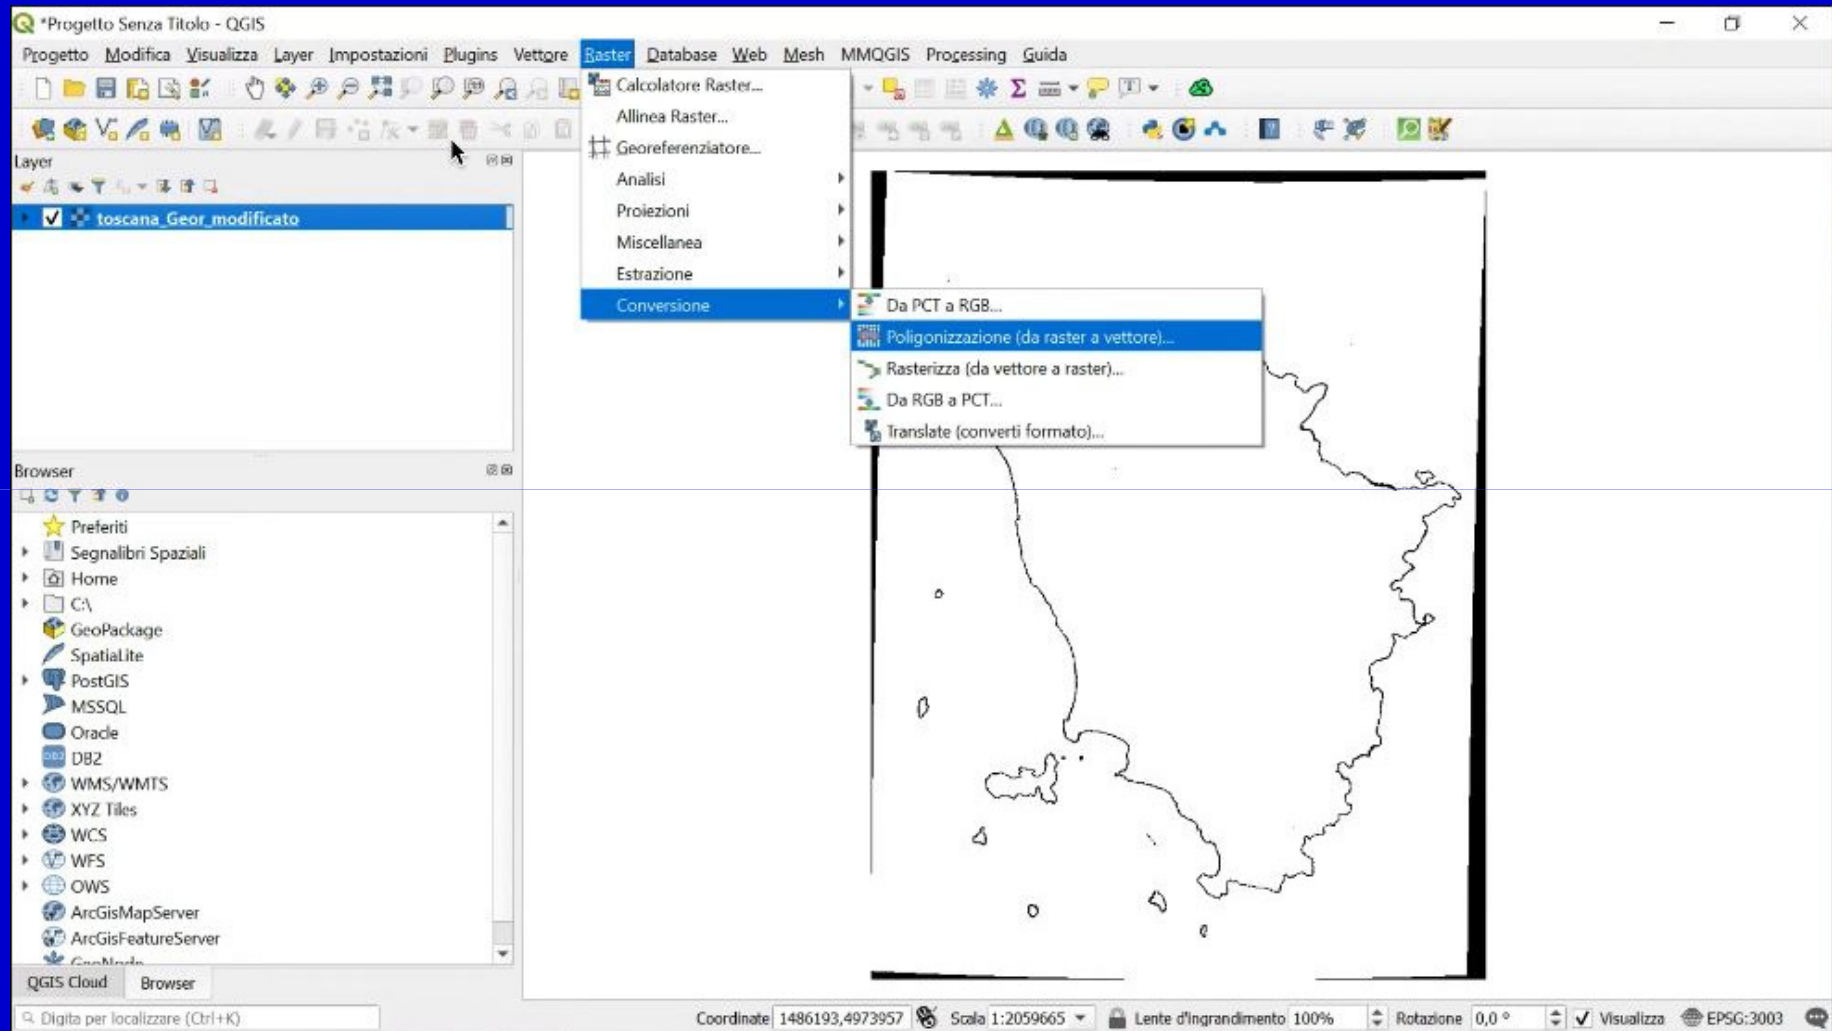 *Progetto Senza Titolo - QGIS
Progetto Modifica Visualizza Layer Impostazioni Plugins Vettore Raster Database Web Mesh MMQGIS Processing Guida
Calcolatore Raster...
Allinea Raster...
Georeferenziatore...
Analisi
Proiezioni
Miscellanea
Estrazione
Conversione
Da PCT a RGB...
Poligonizzazione (da raster a vettore)...
Rasterizza (da vettore a raster)...
Da RGB a PCT...
Translate (converti formato)...
Layer
toscana_Geor_modificato
Browser
Preferiti
Segnalibri Spaziali
Home
C:\
GeoPackage
SpatiaLite
PostGIS
MSSQL
Oracle
DB2
WMS/WMTS
XYZ Tiles
WCS
WFS
OWS
ArcGisMapServer
ArcGisFeatureServer
GeoNode
QGIS Cloud Browser
Digita per localizzare (Ctrl+K)
Coordinate 1486193,4973957 Scala 1:2059665 Lente d'ingrandimento 100% Rotazione 0,0 ° Visualizza EPSG:3003